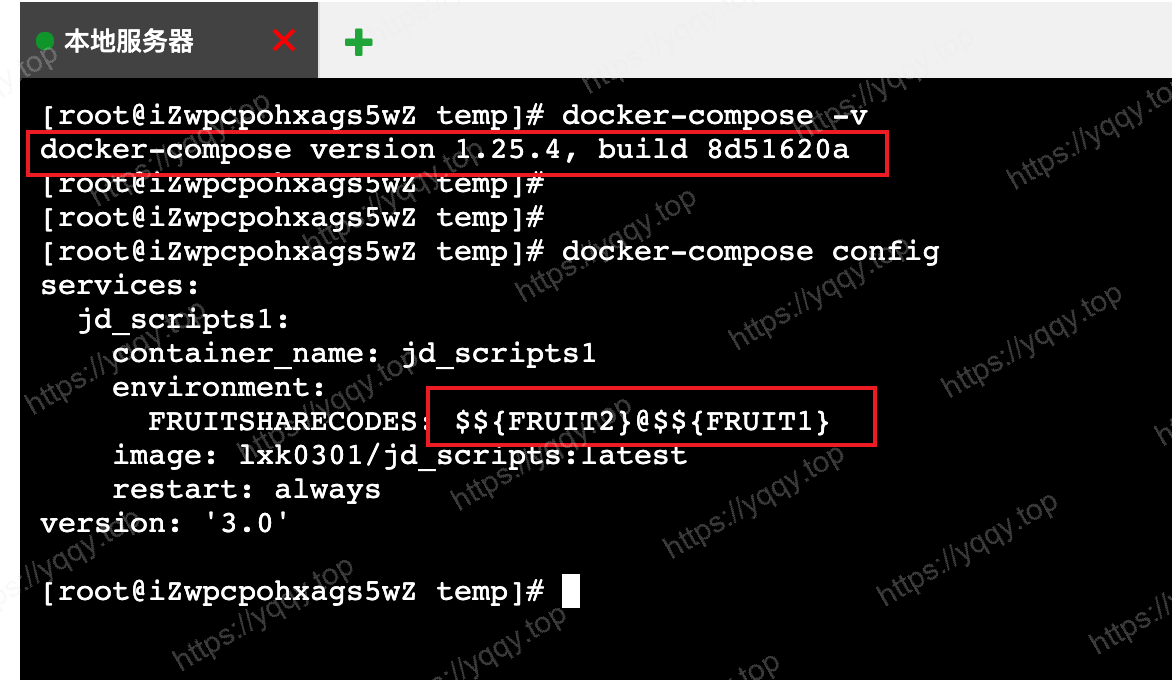 本地服务器
[root@iZwpcpohxags5wZ temp]# docker-compose -v
docker-compose version 1.25.4, build 8d51620a
[root@iZwpcpohxags5wZ temp]#
[root@iZwpcpohxags5wZ temp]#
[root@iZwpcpohxags5wZ temp]# docker-compose config
services:
  jd_scripts1:
    container_name: jd_scripts1
    environment:
      FRUITSHARECODES: $${FRUIT2}@$${FRUIT1}
    image: lxk0301/jd_scripts:latest
    restart: always
version: '3.0'
[root@iZwpcpohxags5wZ temp]#
https://yqqy.top